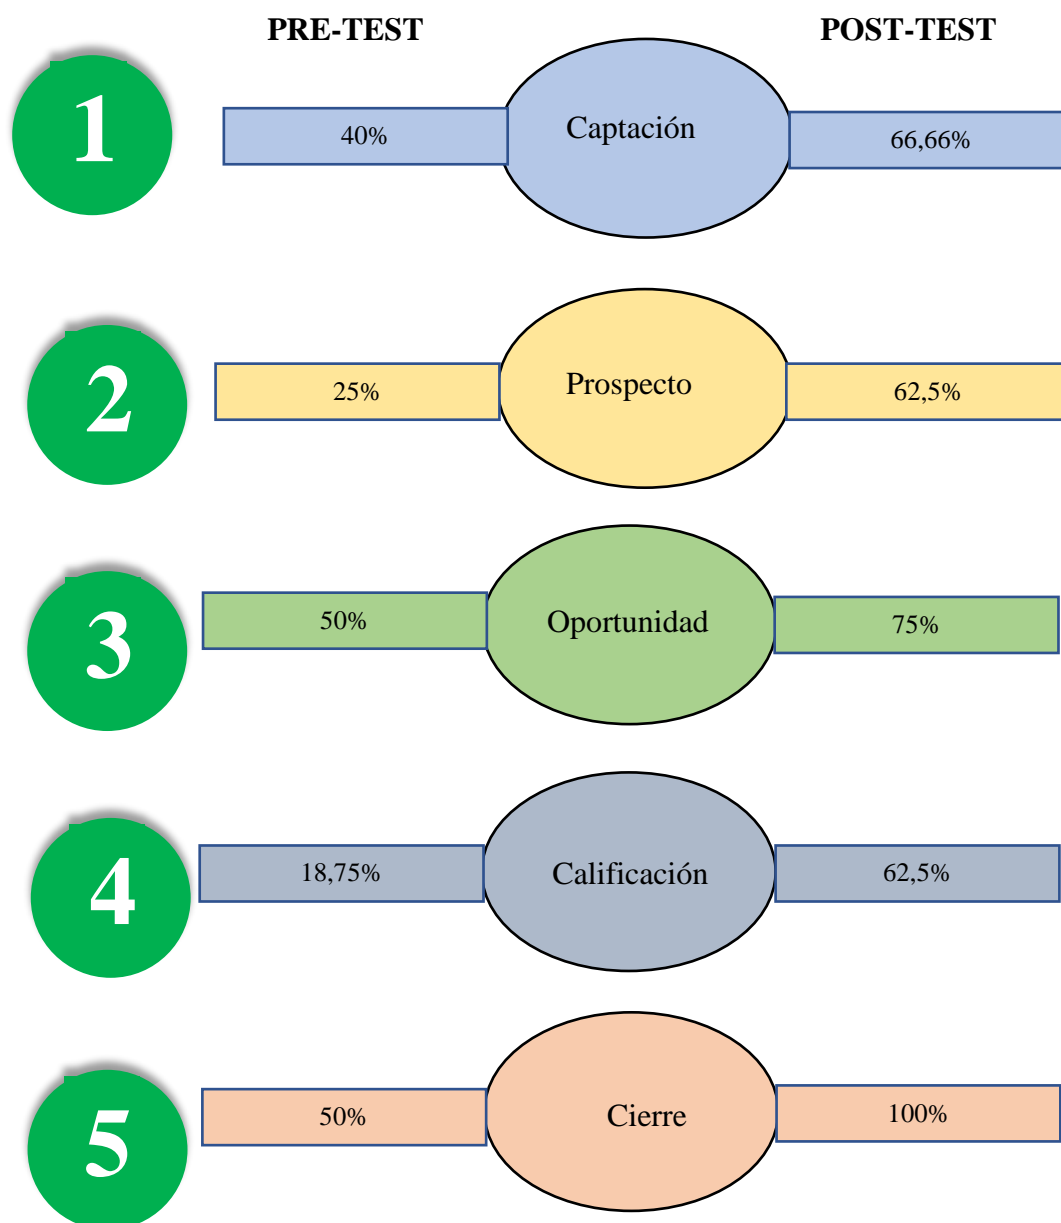 PRE-TEST POST-TEST
1 40% Captación 66,66%
2 25% Prospecto 62,5%
3 50% Oportunidad 75%
4 18,75% Calificación 62,5%
5 50% Cierre 100%